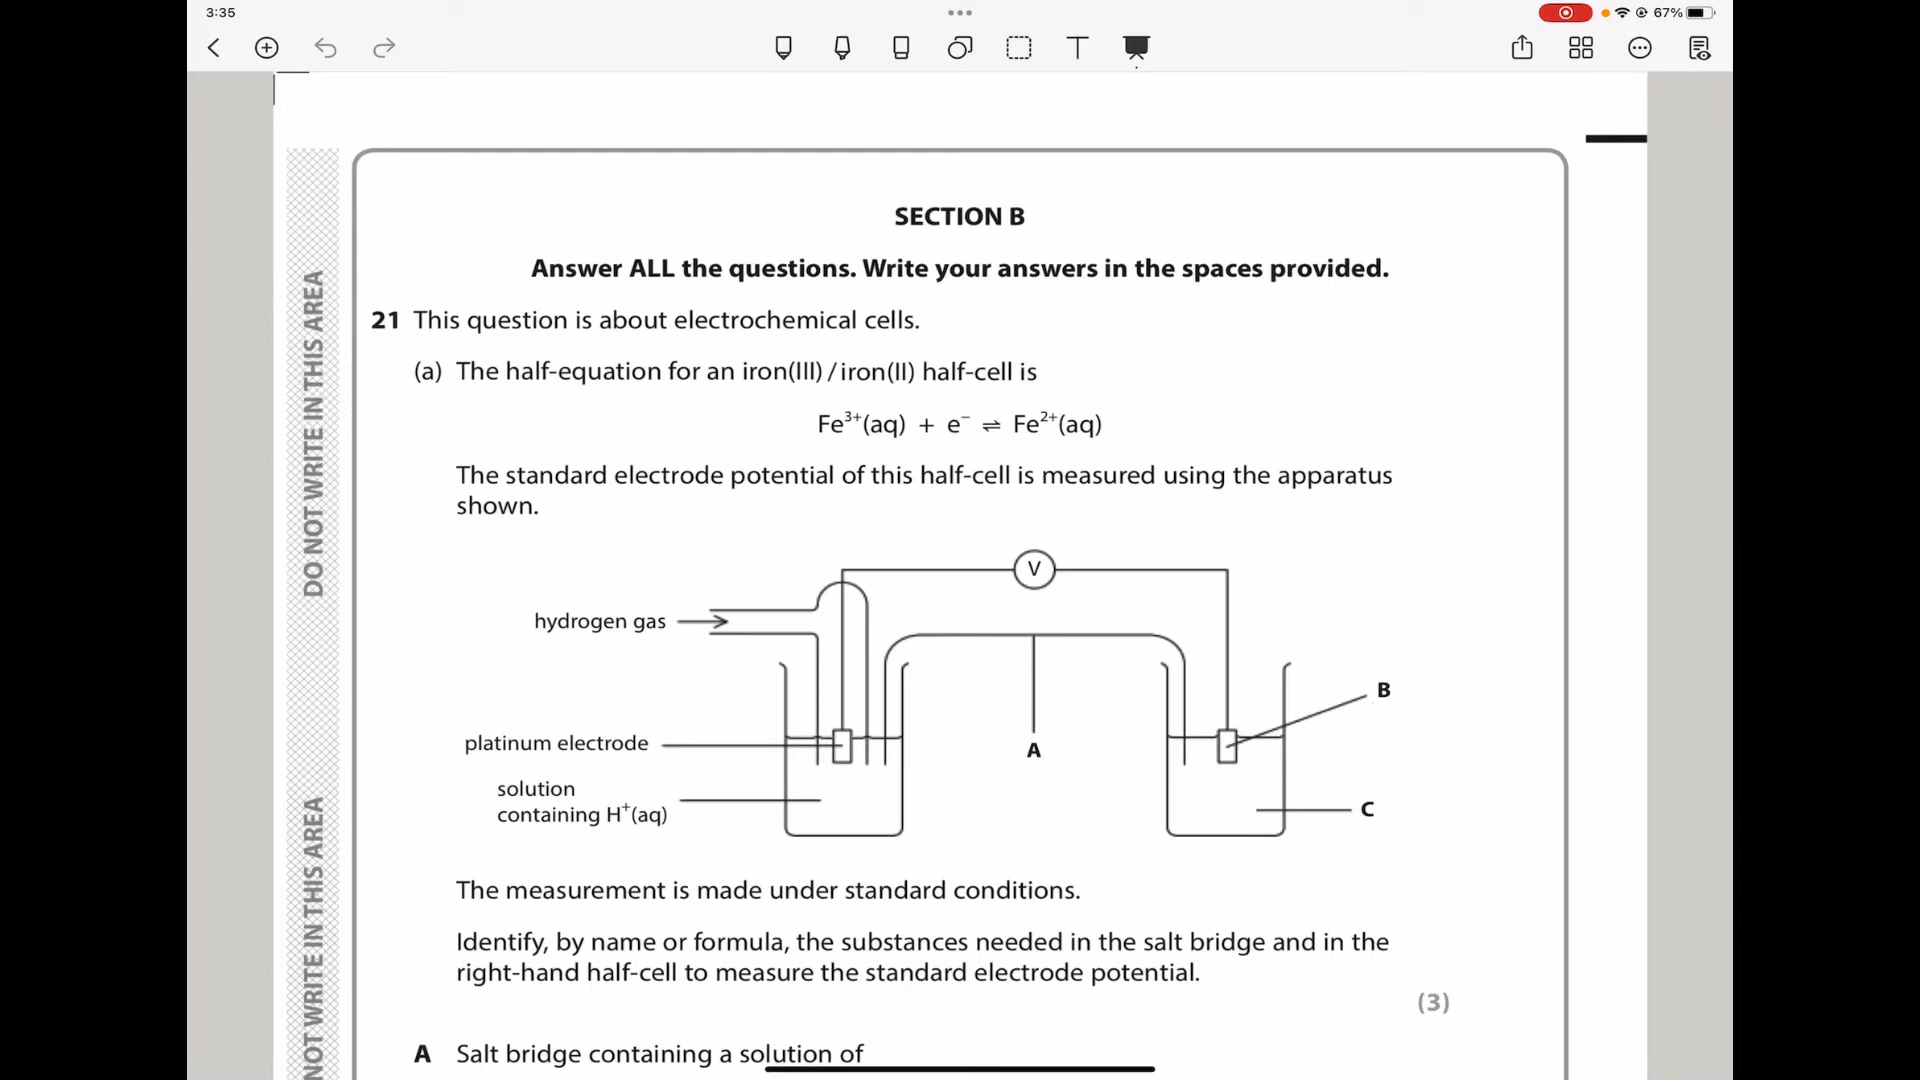 3:35
67%
SECTION B
Answer ALL the questions. Write your answers in the spaces provided.
21 This question is about electrochemical cells.
(a) The half-equation for an iron(III)/iron(II) half-cell is
Fe³⁺(aq) + e⁻ ⇌ Fe²⁺(aq)
The standard electrode potential of this half-cell is measured using the apparatus
shown.
V
hydrogen gas
B
platinum electrode
A
solution
containing H⁺(aq)
C
The measurement is made under standard conditions.
Identify, by name or formula, the substances needed in the salt bridge and in the
right-hand half-cell to measure the standard electrode potential.
(3)
A Salt bridge containing a solution of
DO NOT WRITE IN THIS AREA
NOT WRITE IN THIS AREA